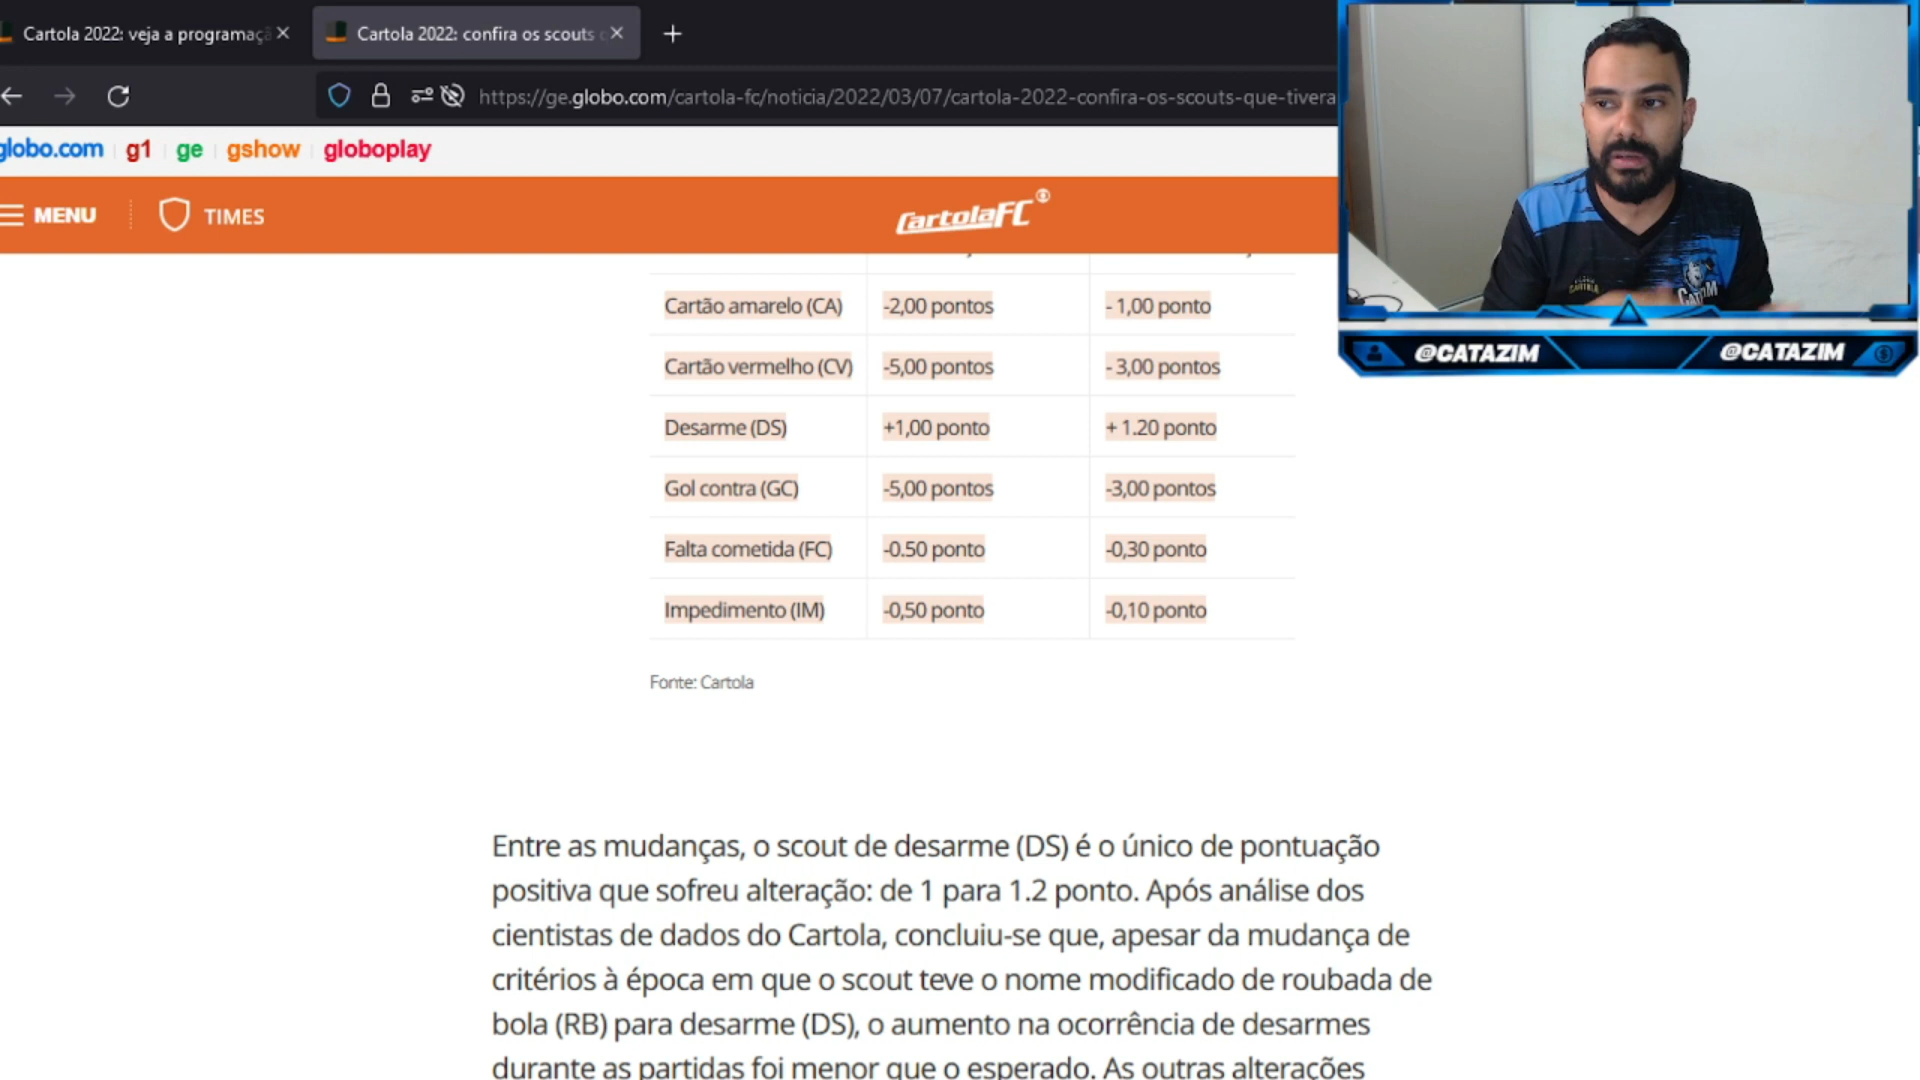 Cartola 2022: veja a programaçã
Cartola 2022: confira os scouts
https://ge.globo.com/cartola-fc/noticia/2022/03/07/cartola-2022-confira-os-scouts-que-tivera
globo.com g1 ge gshow globoplay
MENU TIMES CartolaFC
Cartão amarelo (CA) -2,00 pontos - 1,00 ponto
Cartão vermelho (CV) -5,00 pontos - 3,00 pontos
Desarme (DS) +1,00 ponto + 1.20 ponto
Gol contra (GC) -5,00 pontos -3,00 pontos
Falta cometida (FC) -0.50 ponto -0,30 ponto
Impedimento (IM) -0,50 ponto -0,10 ponto
Fonte: Cartola
Entre as mudanças, o scout de desarme (DS) é o único de pontuação
positiva que sofreu alteração: de 1 para 1.2 ponto. Após análise dos
cientistas de dados do Cartola, concluiu-se que, apesar da mudança de
critérios à época em que o scout teve o nome modificado de roubada de
bola (RB) para desarme (DS), o aumento na ocorrência de desarmes
durante as partidas foi menor que o esperado. As outras alterações
@CATAZIM @CATAZIM